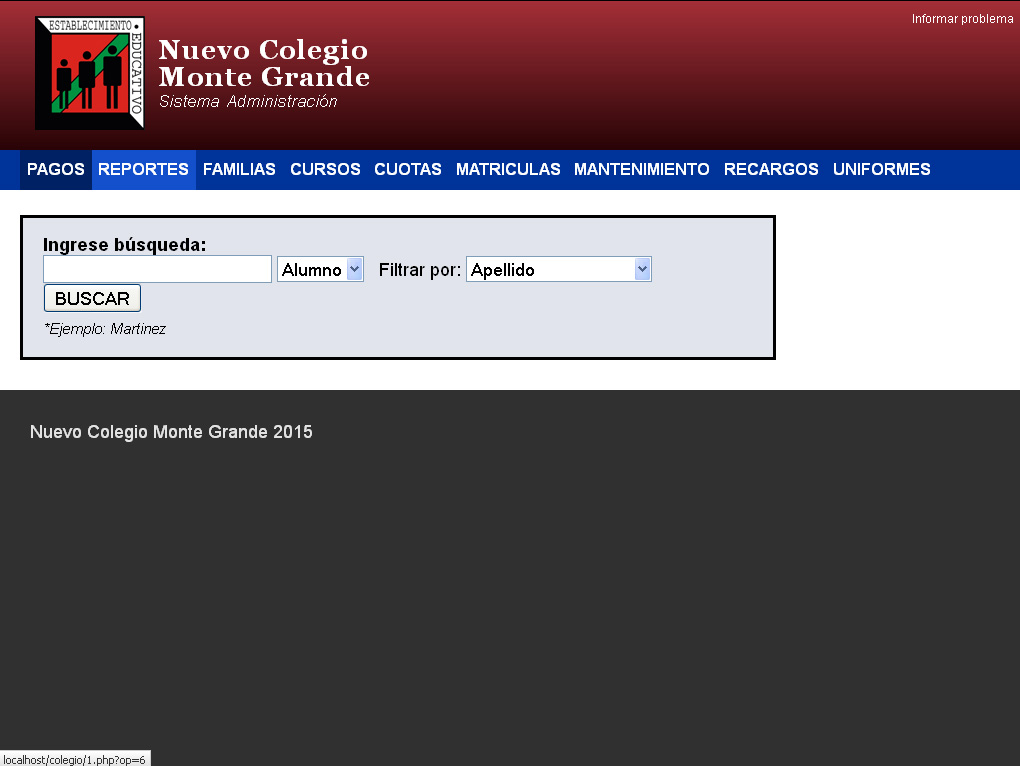 Informar problema
ESTABLECIMIENTO
EDUCATIVO
Nuevo Colegio
Monte Grande
Sistema Administración
PAGOS REPORTES FAMILIAS CURSOS CUOTAS MATRICULAS MANTENIMIENTO RECARGOS UNIFORMES
Ingrese búsqueda:
Alumno Filtrar por: Apellido
BUSCAR
*Ejemplo: Martinez
Nuevo Colegio Monte Grande 2015
localhost/colegio/1.php?op=6